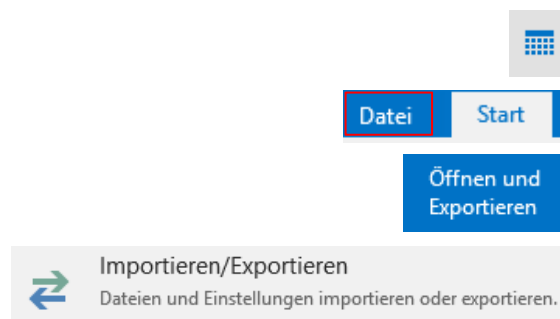 Datei Start
Öffnen und
Exportieren
Importieren/Exportieren
Dateien und Einstellungen importieren oder exportieren.